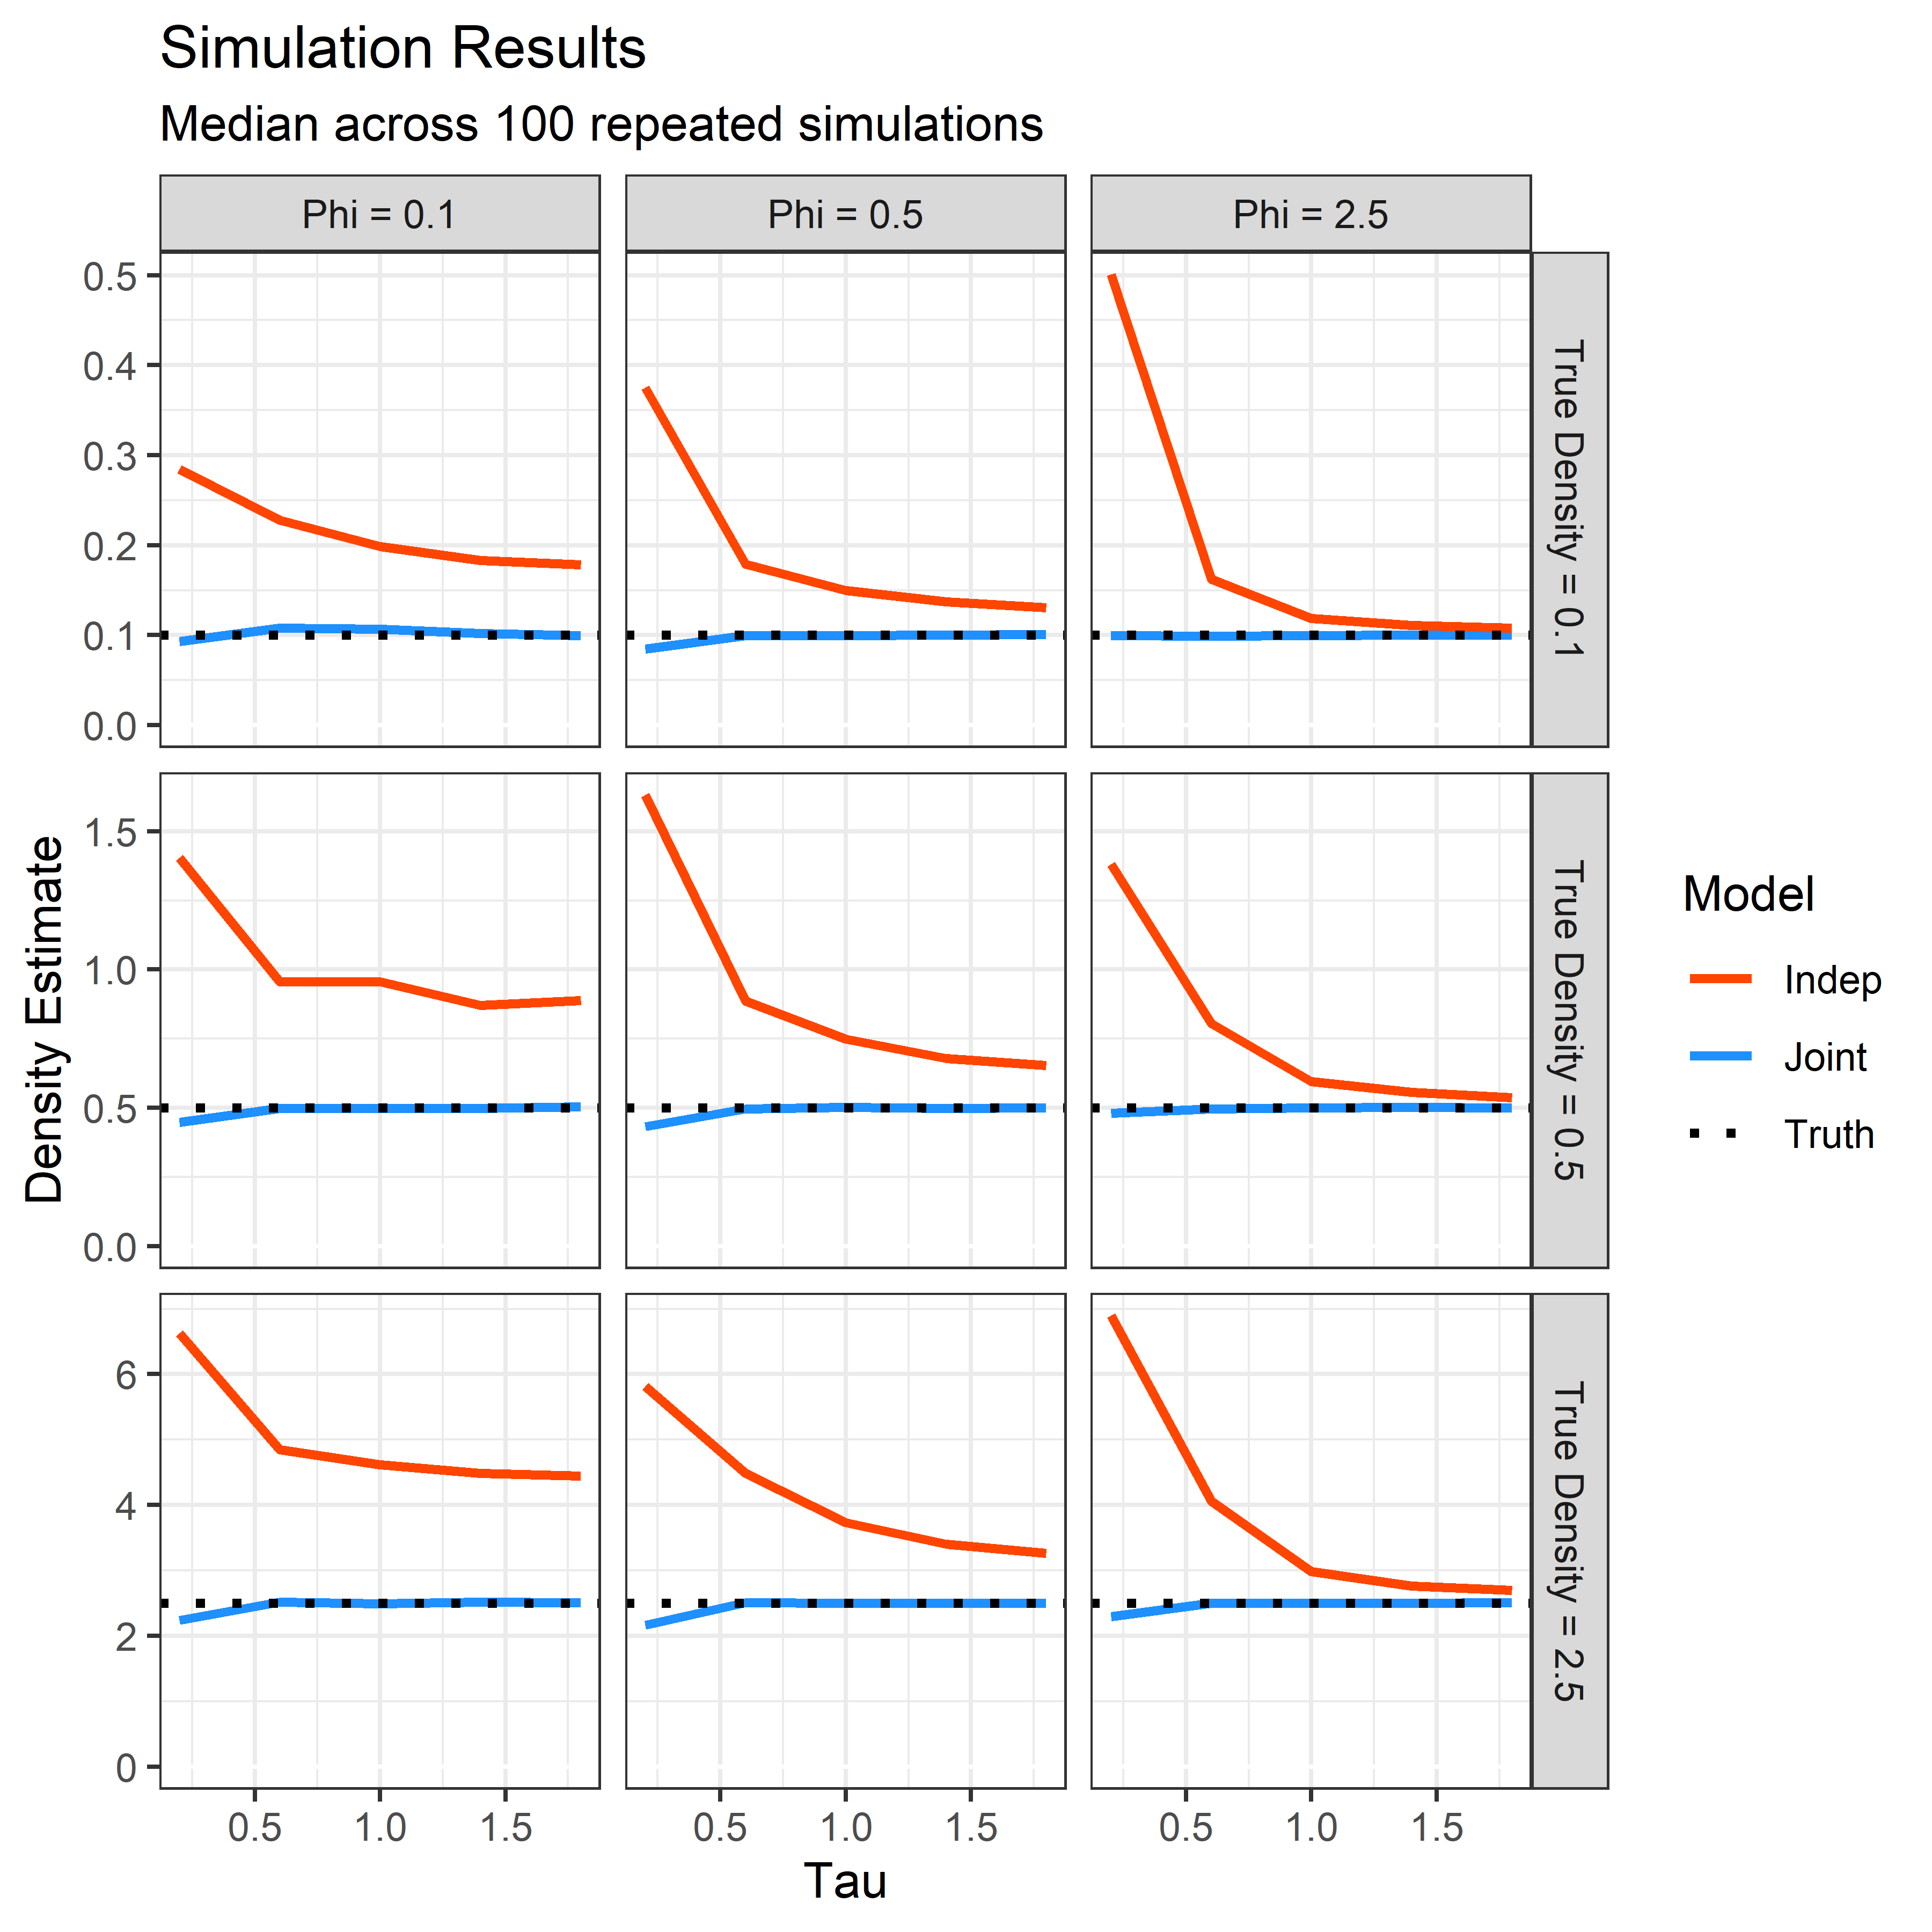 Simulation Results
Median across 100 repeated simulations
Phi = 0.1
Phi = 0.5
Phi = 2.5
0.5
0.4
0.3
0.2
0.1
0.0
True Density = 0.1
1.5
1.0
0.5
0.0
True Density = 0.5
6
4
2
0
True Density = 2.5
Density Estimate
0.5 1.0 1.5
0.5 1.0 1.5
0.5 1.0 1.5
Tau
Model
Indep
Joint
Truth